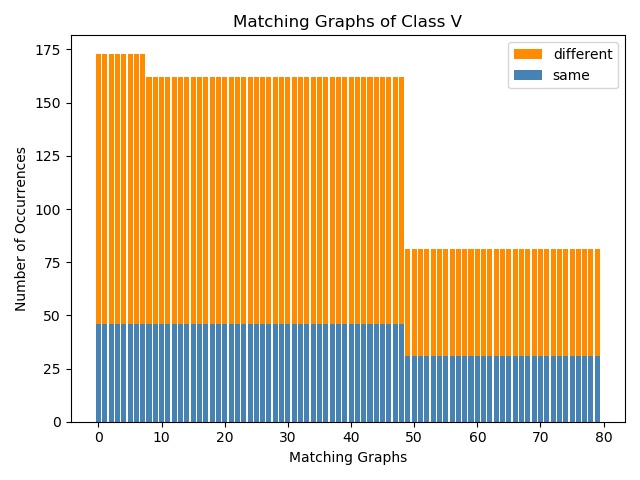 Matching Graphs of Class V
different
same
Number of Occurrences
175
150
125
100
75
50
25
0
0 10 20 30 40 50 60 70 80
Matching Graphs